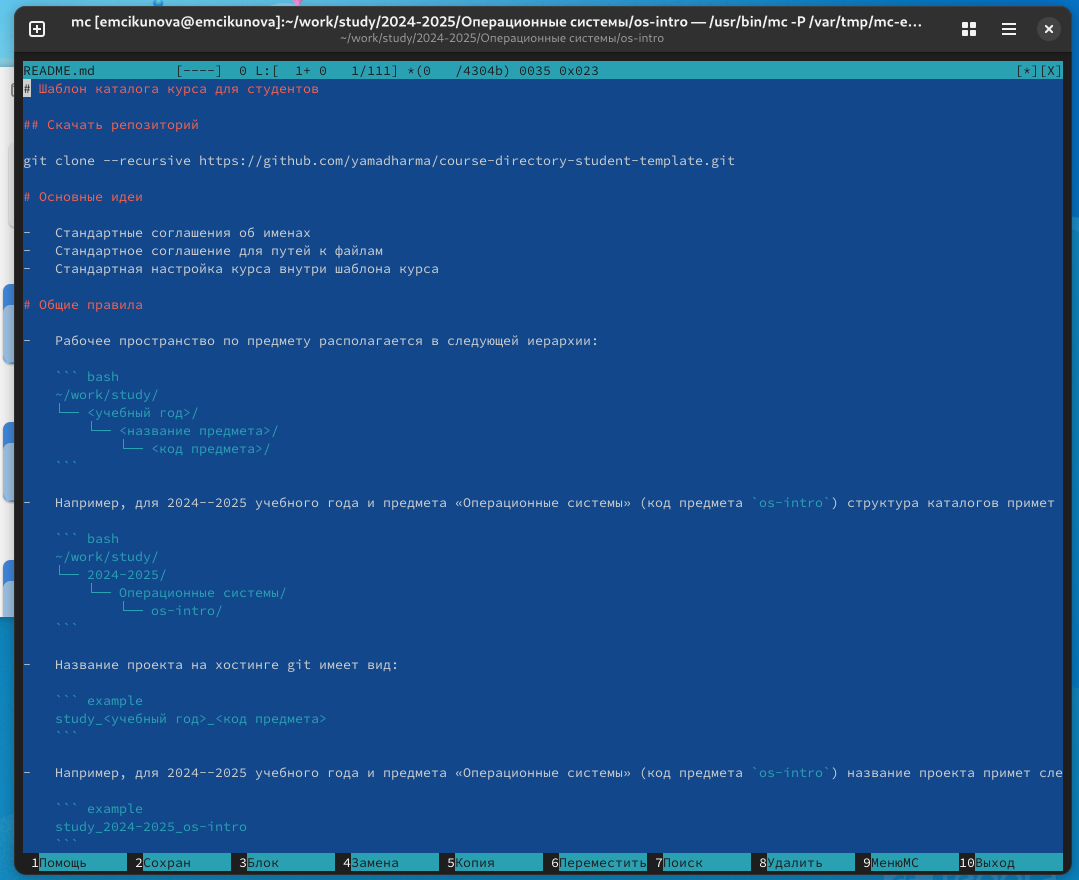 mc [emcikunova@emcikunova]:~/work/study/2024-2025/Операционные системы/os-intro — /usr/bin/mc -P /var/tmp/mc-e…
~/work/study/2024-2025/Операционные системы/os-intro
README.md          [----]  0 L:[  1+ 0   1/111] *(0   /4304b) 0035 0x023          [*][X]
# Шаблон каталога курса для студентов
## Скачать репозиторий
git clone --recursive https://github.com/yamadharma/course-directory-student-template.git
# Основные идеи
-   Стандартные соглашения об именах
-   Стандартное соглашение для путей к файлам
-   Стандартная настройка курса внутри шаблона курса
# Общие правила
-   Рабочее пространство по предмету располагается в следующей иерархии:
    ``` bash
    ~/work/study/
    └── <учебный год>/
        └── <название предмета>/
            └── <код предмета>/
    ```
-   Например, для 2024--2025 учебного года и предмета «Операционные системы» (код предмета `os-intro`) структура каталогов примет
    ``` bash
    ~/work/study/
    └── 2024-2025/
        └── Операционные системы/
            └── os-intro/
    ```
-   Название проекта на хостинге git имеет вид:
    ``` example
    study_<учебный год>_<код предмета>
    ```
-   Например, для 2024--2025 учебного года и предмета «Операционные системы» (код предмета `os-intro`) название проекта примет сле
    ``` example
    study_2024-2025_os-intro
    ```
1Помощь 2Сохран 3Блок 4Замена 5Копия 6Переместить 7Поиск 8Удалить 9МенюMC 10Выход